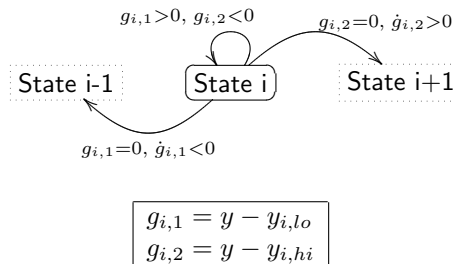 g_{i,1}>0, g_{i,2}<0
g_{i,2}=0, ġ_{i,2}>0
State i-1
State i
State i+1
g_{i,1}=0, ġ_{i,1}<0
g_{i,1} = y − y_{i,lo}
g_{i,2} = y − y_{i,hi}